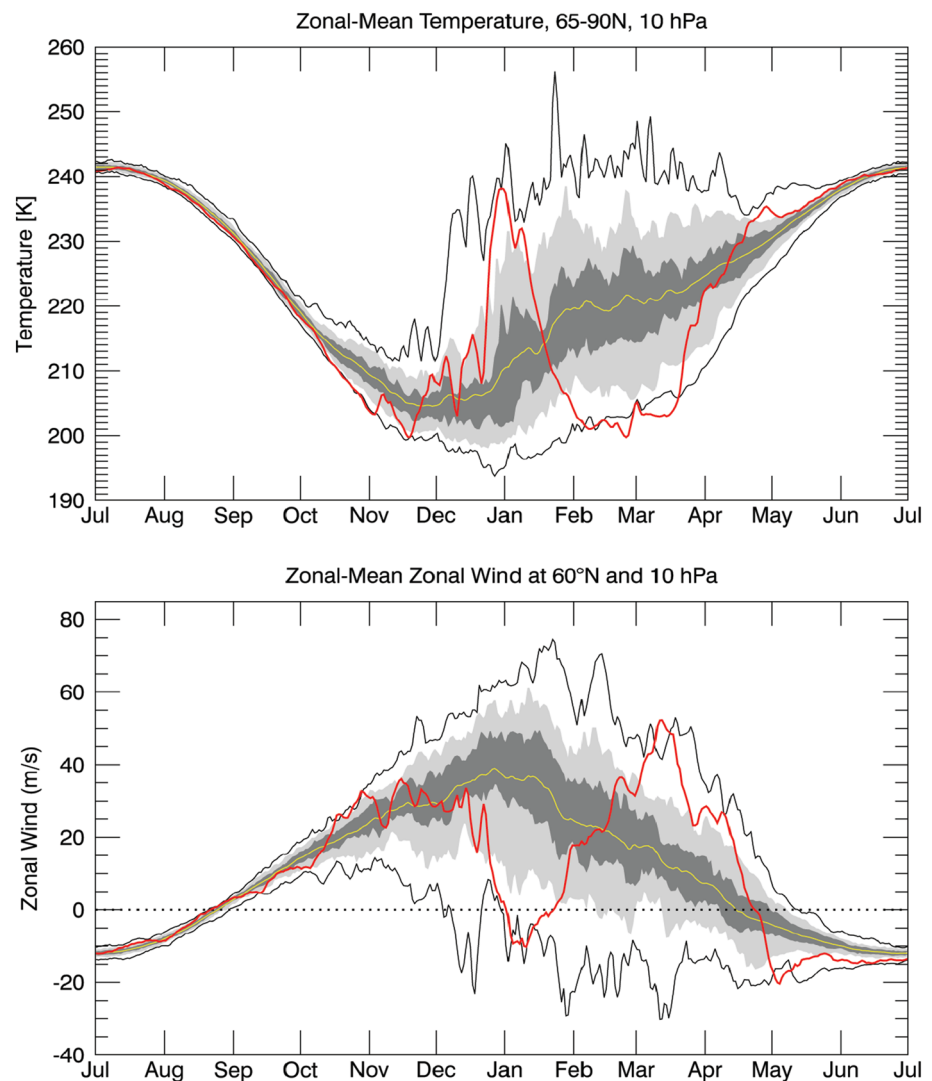 Zonal-Mean Temperature, 65-90N, 10 hPa
260
250
240
230
220
210
200
190
Temperature [K]
Jul Aug Sep Oct Nov Dec Jan Feb Mar Apr May Jun Jul
Zonal-Mean Zonal Wind at 60°N and 10 hPa
80
60
40
20
0
-20
-40
Zonal Wind (m/s)
Jul Aug Sep Oct Nov Dec Jan Feb Mar Apr May Jun Jul